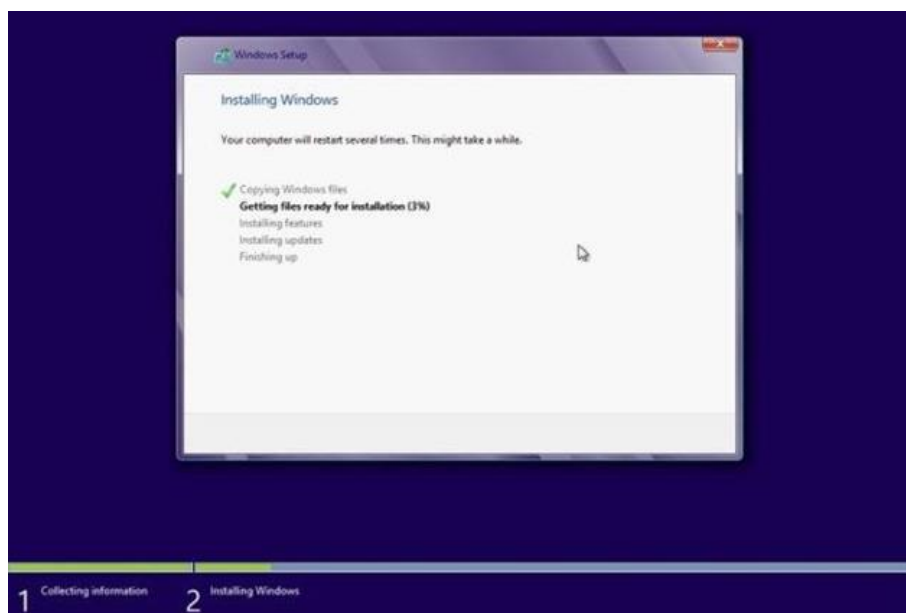 Windows Setup
Installing Windows
Your computer will restart several times. This might take a while.
Copying Windows files
Getting files ready for installation (3%)
Installing features
Installing updates
Finishing up
1 Collecting information
2 Installing Windows